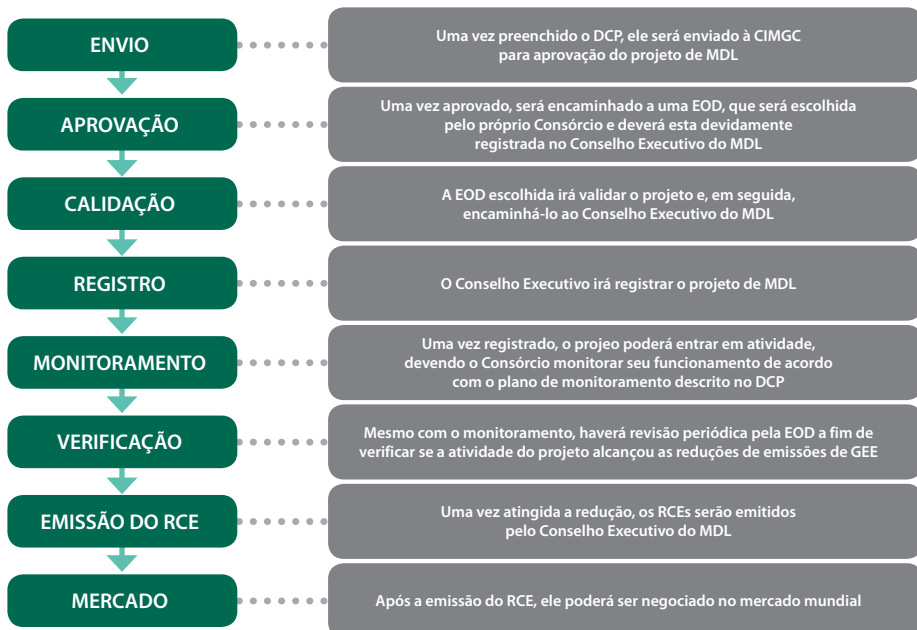 ENVIO
Uma vez preenchido o DCP, ele será enviado à CIMGC
para aprovação do projeto de MDL
APROVAÇÃO
Uma vez aprovado, será encaminhado a uma EOD, que será escolhida
pelo próprio Consórcio e deverá esta devidamente
registrada no Conselho Executivo do MDL
CALIDAÇÃO
A EOD escolhida irá validar o projeto e, em seguida,
encaminhá-lo ao Conselho Executivo do MDL
REGISTRO
O Conselho Executivo irá registrar o projeto de MDL
MONITORAMENTO
Uma vez registrado, o projeo poderá entrar em atividade,
devendo o Consórcio monitorar seu funcionamento de acordo
com o plano de monitoramento descrito no DCP
VERIFICAÇÃO
Mesmo com o monitoramento, haverá revisão periódica pela EOD a fim de
verificar se a atividade do projeto alcançou as reduções de emissões de GEE
EMISSÃO DO RCE
Uma vez atingida a redução, os RCEs serão emitidos
pelo Conselho Executivo do MDL
MERCADO
Após a emissão do RCE, ele poderá ser negociado no mercado mundial